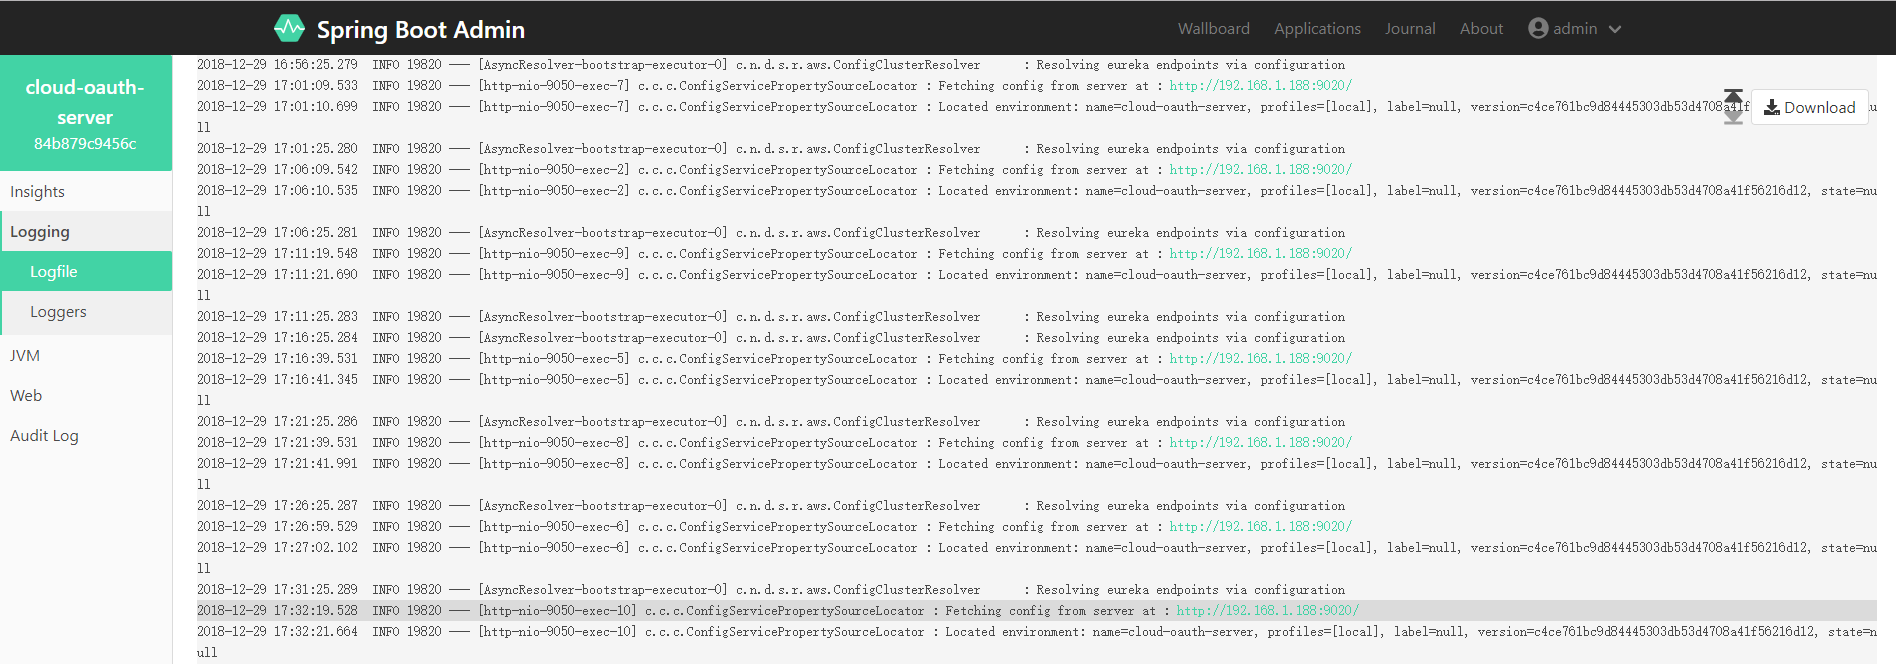 Spring Boot Admin
Wallboard Applications Journal About admin
cloud-oauth-
server
84b879c9456c
Insights
Logging
Logfile
Loggers
JVM
Web
Audit Log
Download
2018-12-29 16:56:25.279 INFO 19820 --- [AsyncResolver-bootstrap-executor-0] c.n.d.s.r.aws.ConfigClusterResolver : Resolving eureka endpoints via configuration
2018-12-29 17:01:09.533 INFO 19820 --- [http-nio-9050-exec-7] c.c.c.ConfigServicePropertySourceLocator : Fetching config from server at : http://192.168.1.188:9020/
2018-12-29 17:01:10.699 INFO 19820 --- [http-nio-9050-exec-7] c.c.c.ConfigServicePropertySourceLocator : Located environment: name=cloud-oauth-server, profiles=[local], label=null, version=c4ce761bc9d84445303db53d4708a41f nu
ll
2018-12-29 17:01:25.280 INFO 19820 --- [AsyncResolver-bootstrap-executor-0] c.n.d.s.r.aws.ConfigClusterResolver : Resolving eureka endpoints via configuration
2018-12-29 17:06:09.542 INFO 19820 --- [http-nio-9050-exec-2] c.c.c.ConfigServicePropertySourceLocator : Fetching config from server at : http://192.168.1.188:9020/
2018-12-29 17:06:10.535 INFO 19820 --- [http-nio-9050-exec-2] c.c.c.ConfigServicePropertySourceLocator : Located environment: name=cloud-oauth-server, profiles=[local], label=null, version=c4ce761bc9d84445303db53d4708a41f56216d12, state=nu
ll
2018-12-29 17:06:25.281 INFO 19820 --- [AsyncResolver-bootstrap-executor-0] c.n.d.s.r.aws.ConfigClusterResolver : Resolving eureka endpoints via configuration
2018-12-29 17:11:19.548 INFO 19820 --- [http-nio-9050-exec-9] c.c.c.ConfigServicePropertySourceLocator : Fetching config from server at : http://192.168.1.188:9020/
2018-12-29 17:11:21.690 INFO 19820 --- [http-nio-9050-exec-9] c.c.c.ConfigServicePropertySourceLocator : Located environment: name=cloud-oauth-server, profiles=[local], label=null, version=c4ce761bc9d84445303db53d4708a41f56216d12, state=nu
ll
2018-12-29 17:11:25.283 INFO 19820 --- [AsyncResolver-bootstrap-executor-0] c.n.d.s.r.aws.ConfigClusterResolver : Resolving eureka endpoints via configuration
2018-12-29 17:16:25.284 INFO 19820 --- [AsyncResolver-bootstrap-executor-0] c.n.d.s.r.aws.ConfigClusterResolver : Resolving eureka endpoints via configuration
2018-12-29 17:16:39.531 INFO 19820 --- [http-nio-9050-exec-5] c.c.c.ConfigServicePropertySourceLocator : Fetching config from server at : http://192.168.1.188:9020/
2018-12-29 17:16:41.345 INFO 19820 --- [http-nio-9050-exec-5] c.c.c.ConfigServicePropertySourceLocator : Located environment: name=cloud-oauth-server, profiles=[local], label=null, version=c4ce761bc9d84445303db53d4708a41f56216d12, state=nu
ll
2018-12-29 17:21:25.286 INFO 19820 --- [AsyncResolver-bootstrap-executor-0] c.n.d.s.r.aws.ConfigClusterResolver : Resolving eureka endpoints via configuration
2018-12-29 17:21:39.531 INFO 19820 --- [http-nio-9050-exec-8] c.c.c.ConfigServicePropertySourceLocator : Fetching config from server at : http://192.168.1.188:9020/
2018-12-29 17:21:41.991 INFO 19820 --- [http-nio-9050-exec-8] c.c.c.ConfigServicePropertySourceLocator : Located environment: name=cloud-oauth-server, profiles=[local], label=null, version=c4ce761bc9d84445303db53d4708a41f56216d12, state=nu
ll
2018-12-29 17:26:25.287 INFO 19820 --- [AsyncResolver-bootstrap-executor-0] c.n.d.s.r.aws.ConfigClusterResolver : Resolving eureka endpoints via configuration
2018-12-29 17:26:59.529 INFO 19820 --- [http-nio-9050-exec-6] c.c.c.ConfigServicePropertySourceLocator : Fetching config from server at : http://192.168.1.188:9020/
2018-12-29 17:27:02.102 INFO 19820 --- [http-nio-9050-exec-6] c.c.c.ConfigServicePropertySourceLocator : Located environment: name=cloud-oauth-server, profiles=[local], label=null, version=c4ce761bc9d84445303db53d4708a41f56216d12, state=nu
ll
2018-12-29 17:31:25.289 INFO 19820 --- [AsyncResolver-bootstrap-executor-0] c.n.d.s.r.aws.ConfigClusterResolver : Resolving eureka endpoints via configuration
2018-12-29 17:32:19.528 INFO 19820 --- [http-nio-9050-exec-10] c.c.c.ConfigServicePropertySourceLocator : Fetching config from server at : http://192.168.1.188:9020/
2018-12-29 17:32:21.664 INFO 19820 --- [http-nio-9050-exec-10] c.c.c.ConfigServicePropertySourceLocator : Located environment: name=cloud-oauth-server, profiles=[local], label=null, version=c4ce761bc9d84445303db53d4708a41f56216d12, state=n
ull